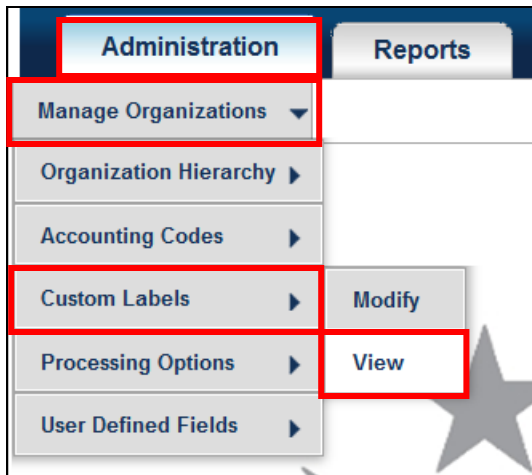 Administration
Reports
Manage Organizations
Organization Hierarchy
Accounting Codes
Custom Labels
Modify
Processing Options
View
User Defined Fields